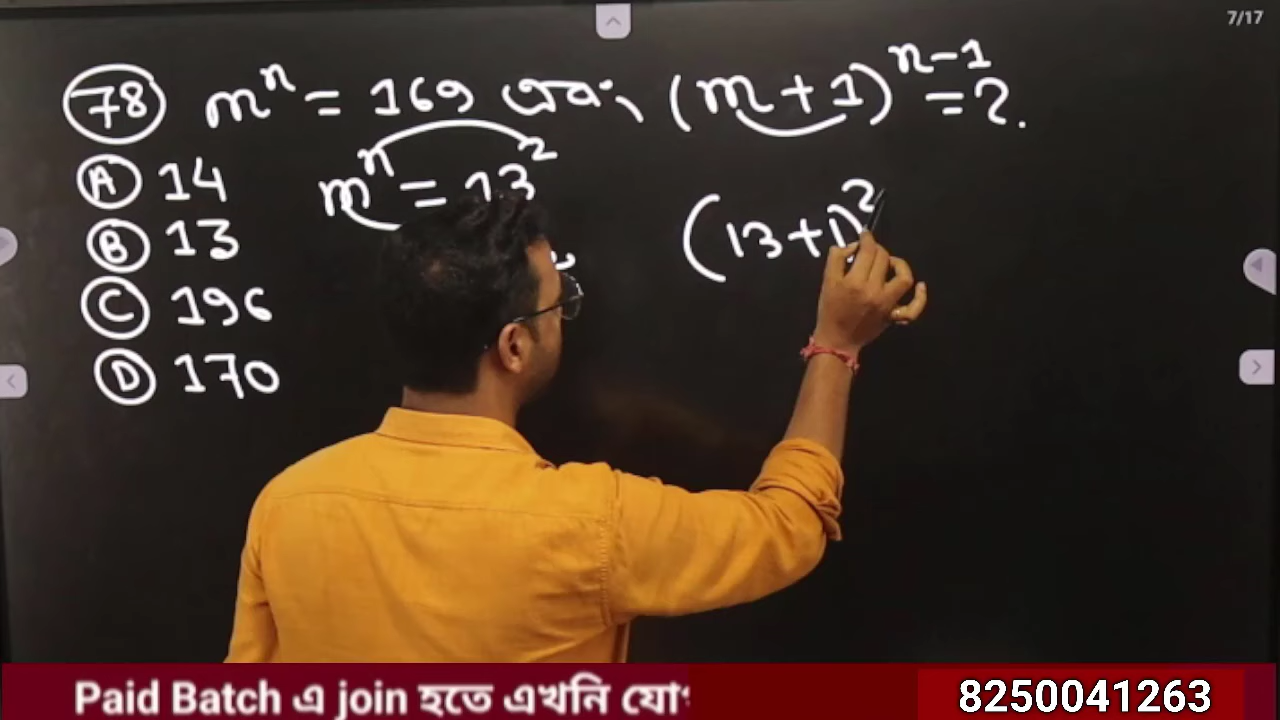 7/17
78 mⁿ = 169 এবং, (m+1)ⁿ⁻¹ = ?.
A 14
mⁿ = 13²
B 13
(13+1)²
C 196
D 170
Paid Batch এ join হতে এখনি
8250041263